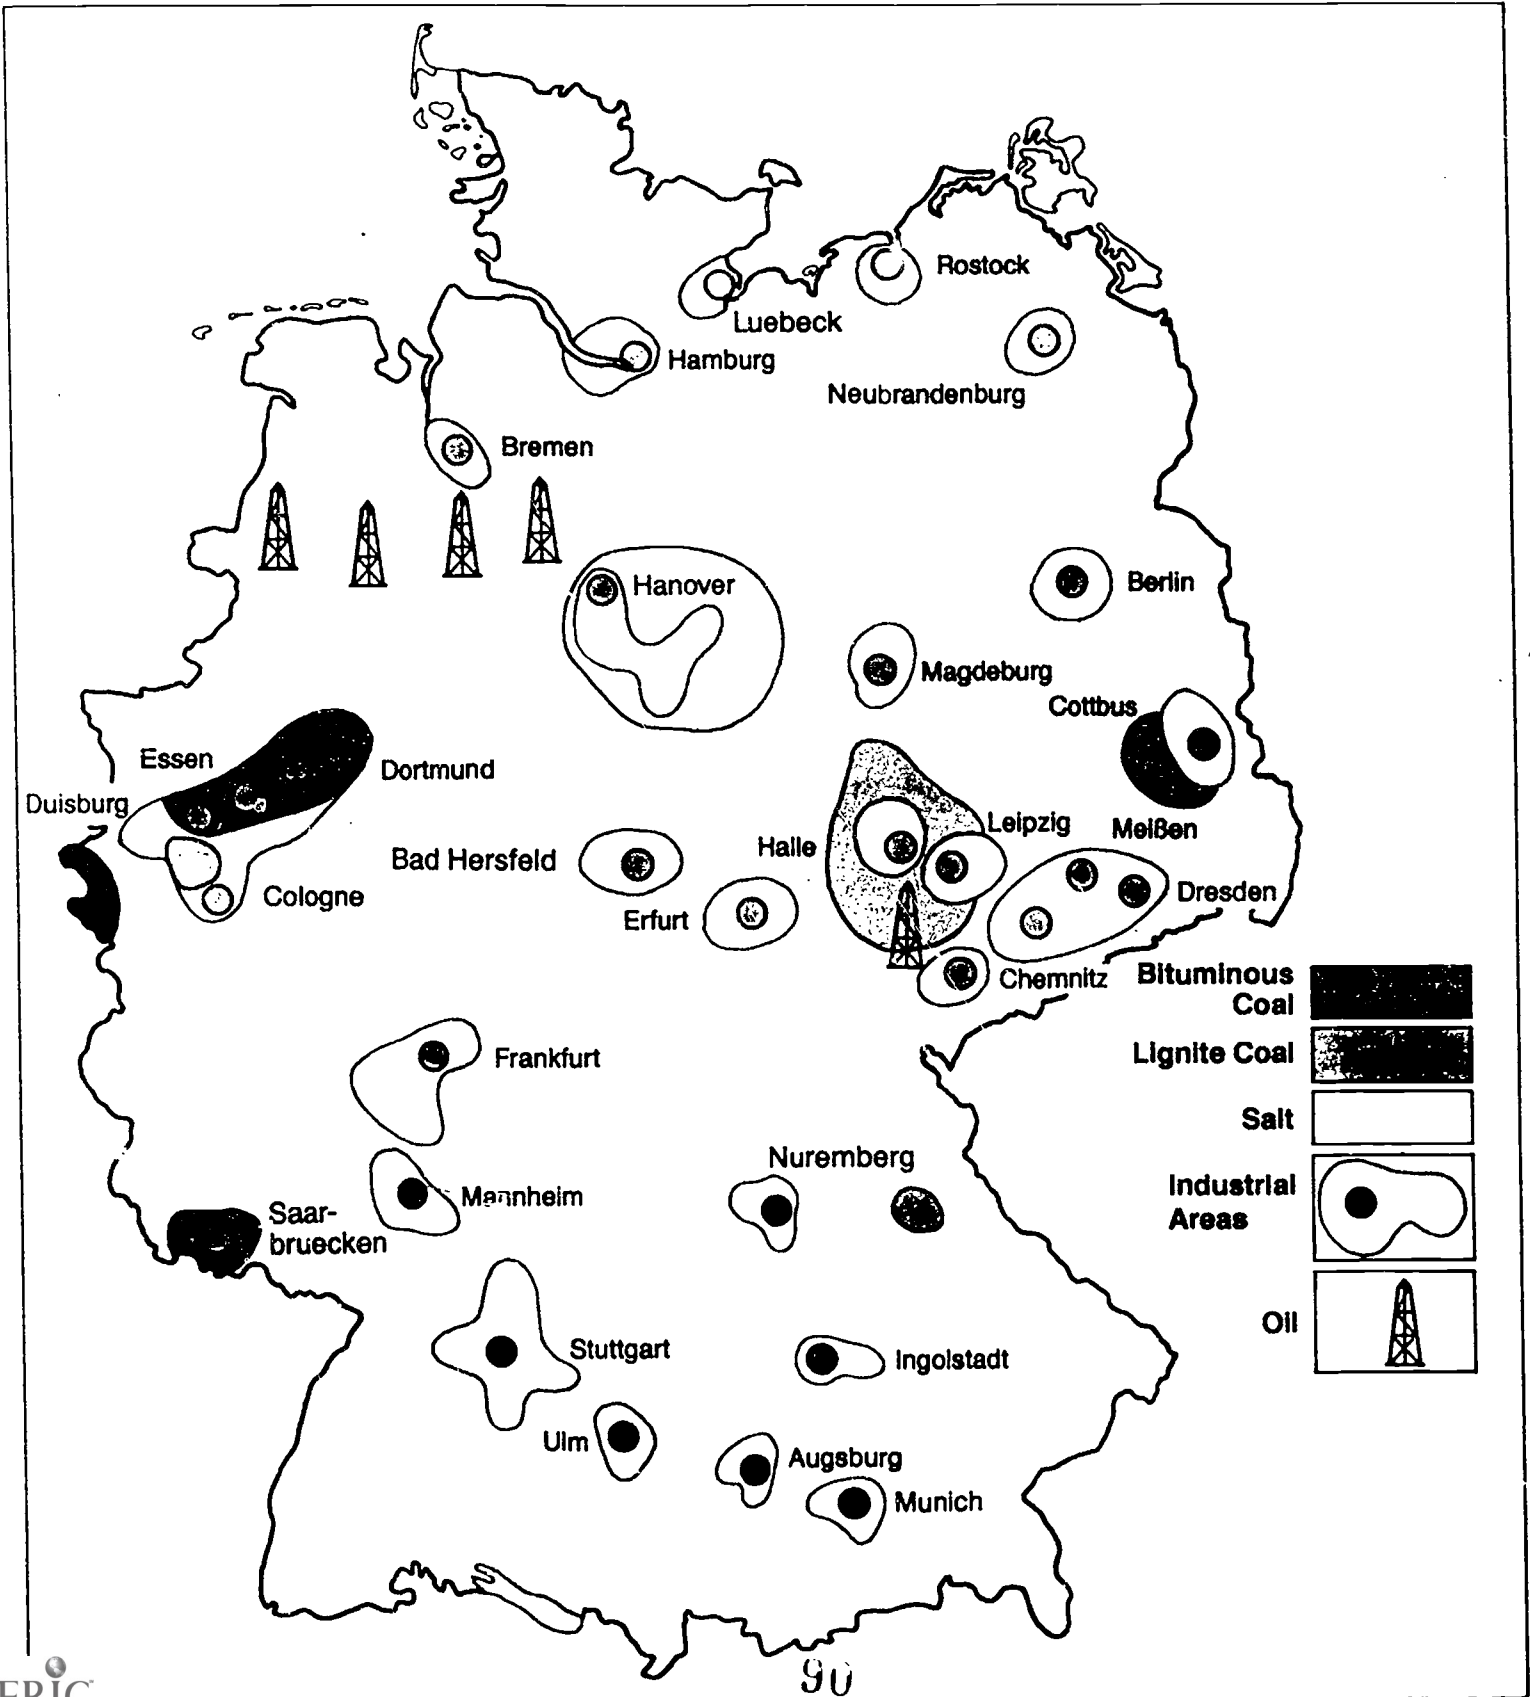 Rostock
Luebeck
Hamburg
Neubrandenburg
Bremen
Hanover
Berlin
Magdeburg
Cottbus
Essen
Dortmund
Duisburg
Leipzig
Meißen
Halle
Bad Hersfeld
Dresden
Cologne
Erfurt
Chemnitz
Bituminous
Coal
Frankfurt
Lignite Coal
Salt
Nuremberg
Mannheim
Industrial
Areas
Saar-
bruecken
Oil
Stuttgart
Ingolstadt
Ulm
Augsburg
Munich
90
ERIC